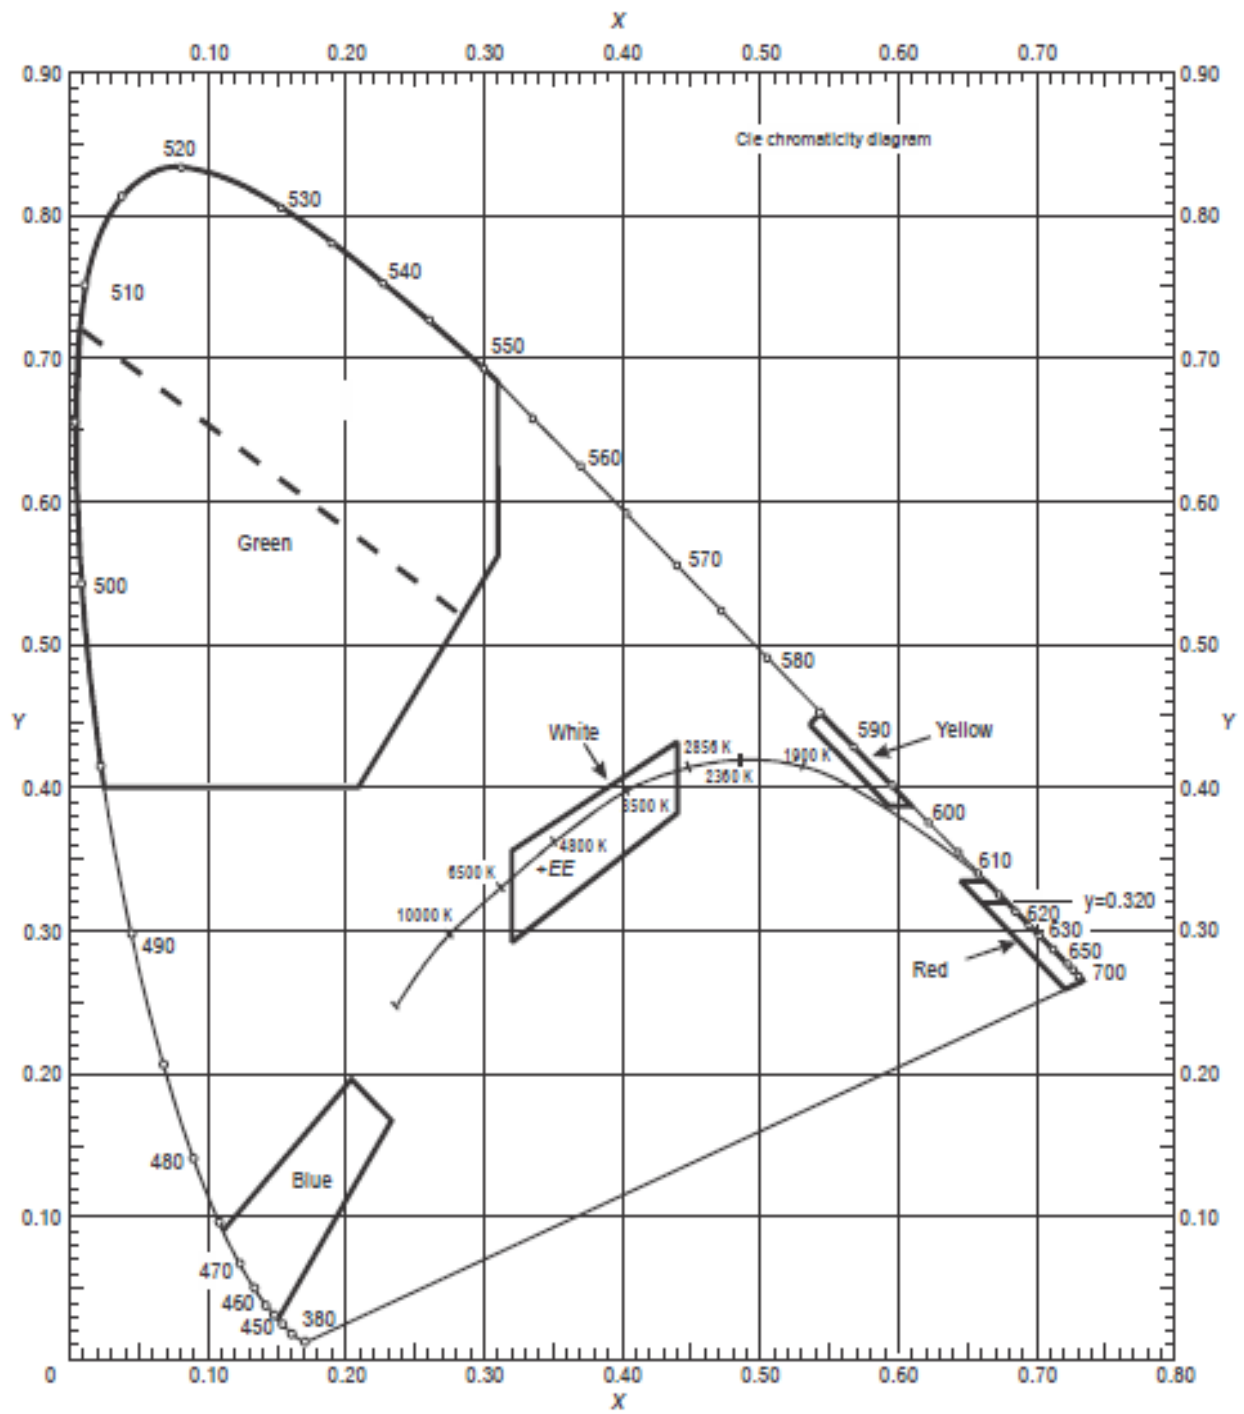 X
0.10 0.20 0.30 0.40 0.50 0.60 0.70
0.90 0.90
Cie chromaticity diagram
520
0.80 530 0.80
540
510
550
0.70 0.70
560
0.60 0.60
570
Green
500
0.50 580 0.50
Y White 590 Yellow Y
2856 K 1900 K
2360 K
0.40 3500 K 600 0.40
4800 K
6500 K +EE 610
10000 K y=0.320
620
0.30 630 0.30
490 650
Red 700
0.20 0.20
480
Blue
0.10 0.10
470
460
450 380
0 0.10 0.20 0.30 0.40 0.50 0.60 0.70 0.80
X